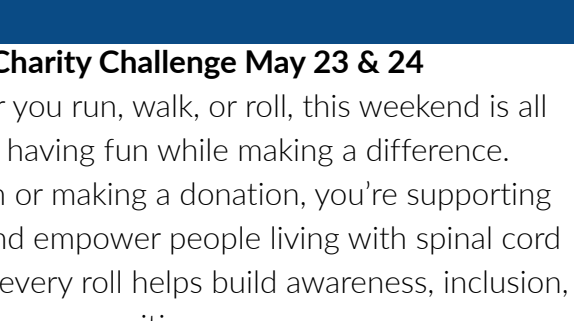 Charity Challenge May 23 & 24
you run, walk, or roll, this weekend is all
having fun while making a difference.
or making a donation, you’re supporting
empower people living with spinal cord
every roll helps build awareness, inclusion,